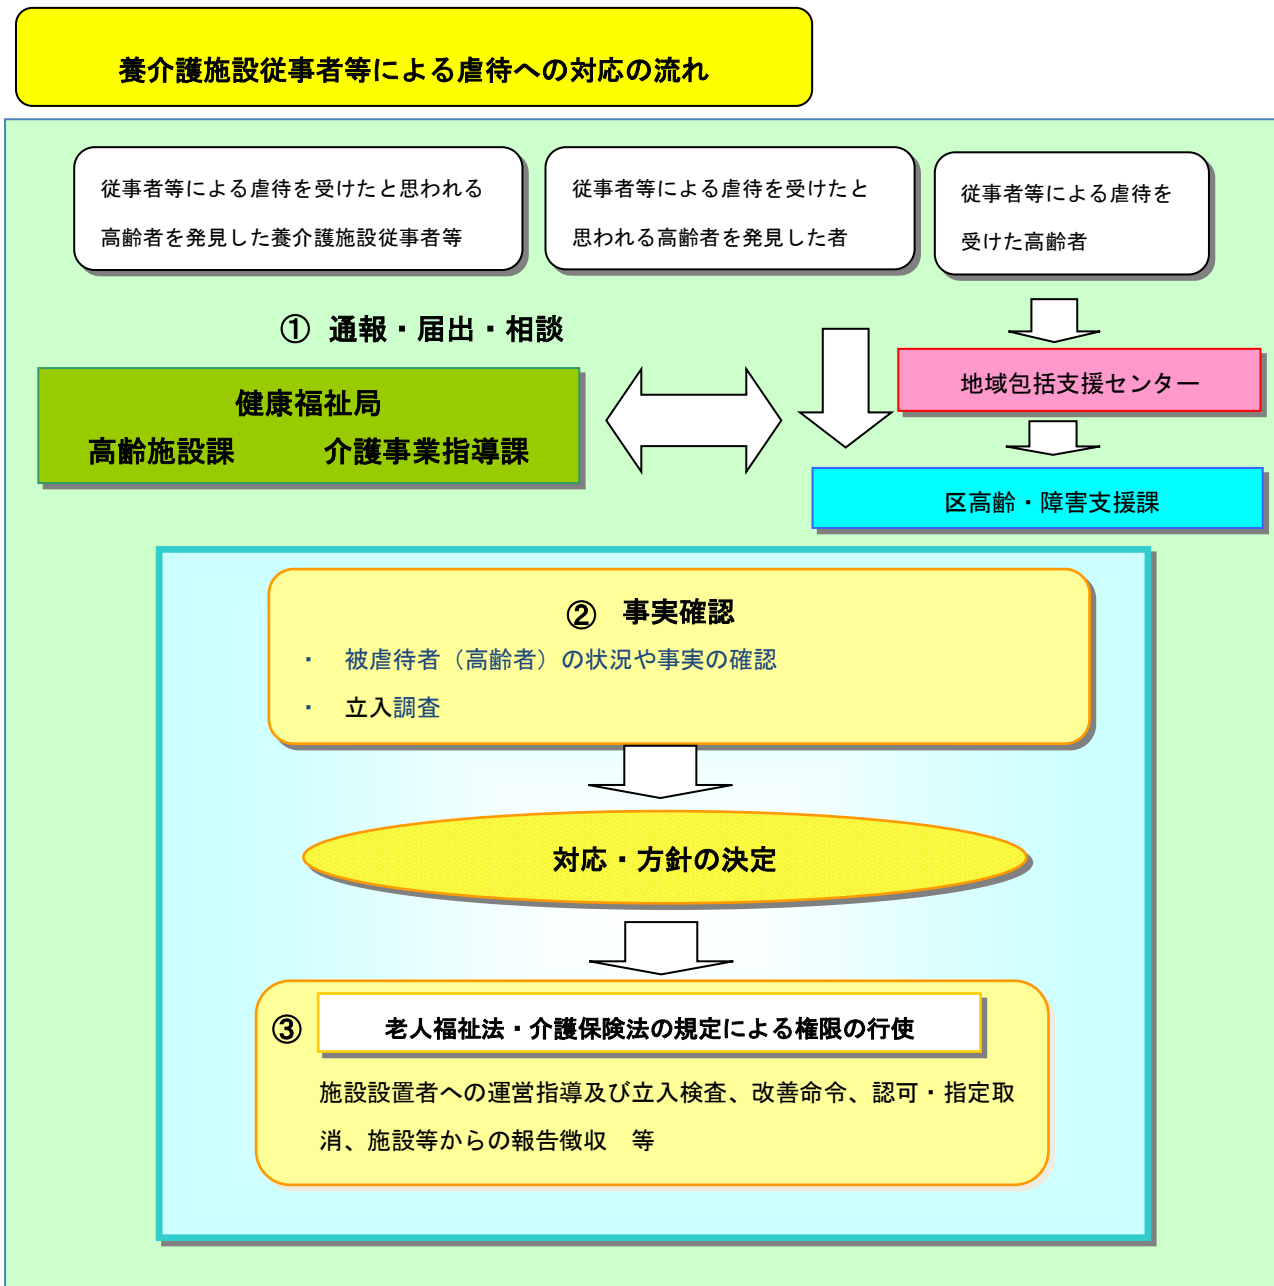 養介護施設従事者等による虐待への対応の流れ
従事者等による虐待を受けたと思われる
高齢者を発見した養介護施設従事者等
従事者等による虐待を受けたと
思われる高齢者を発見した者
従事者等による虐待を
受けた高齢者
① 通報・届出・相談
健康福祉局
高齢施設課　　　介護事業指導課
地域包括支援センター
区高齢・障害支援課
② 事実確認
・ 被虐待者（高齢者）の状況や事実の確認
・ 立入調査
対応・方針の決定
③
老人福祉法・介護保険法の規定による権限の行使
施設設置者への運営指導及び立入検査、改善命令、認可・指定取
消、施設等からの報告徴収　等